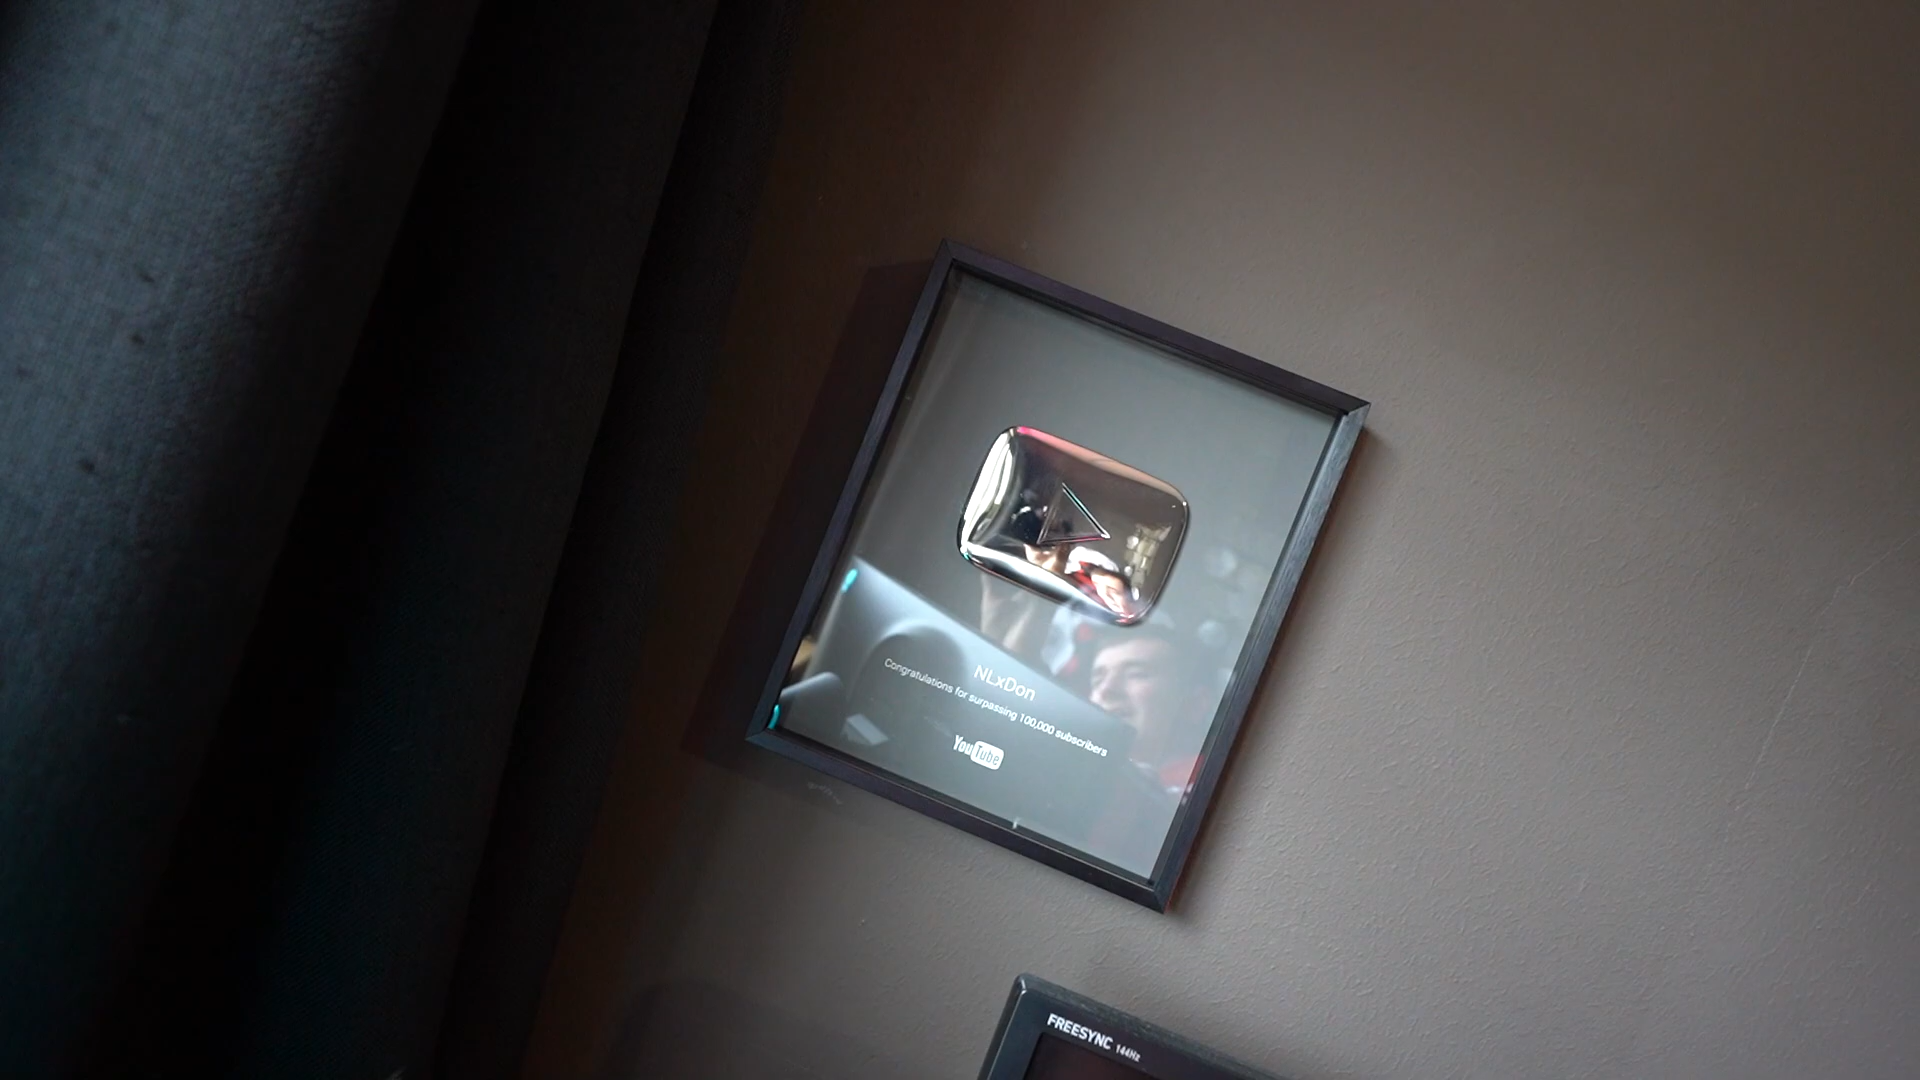 NLxDon
Congratulations for surpassing 100,000 subscribers
YouTube
FREESYNC 144Hz